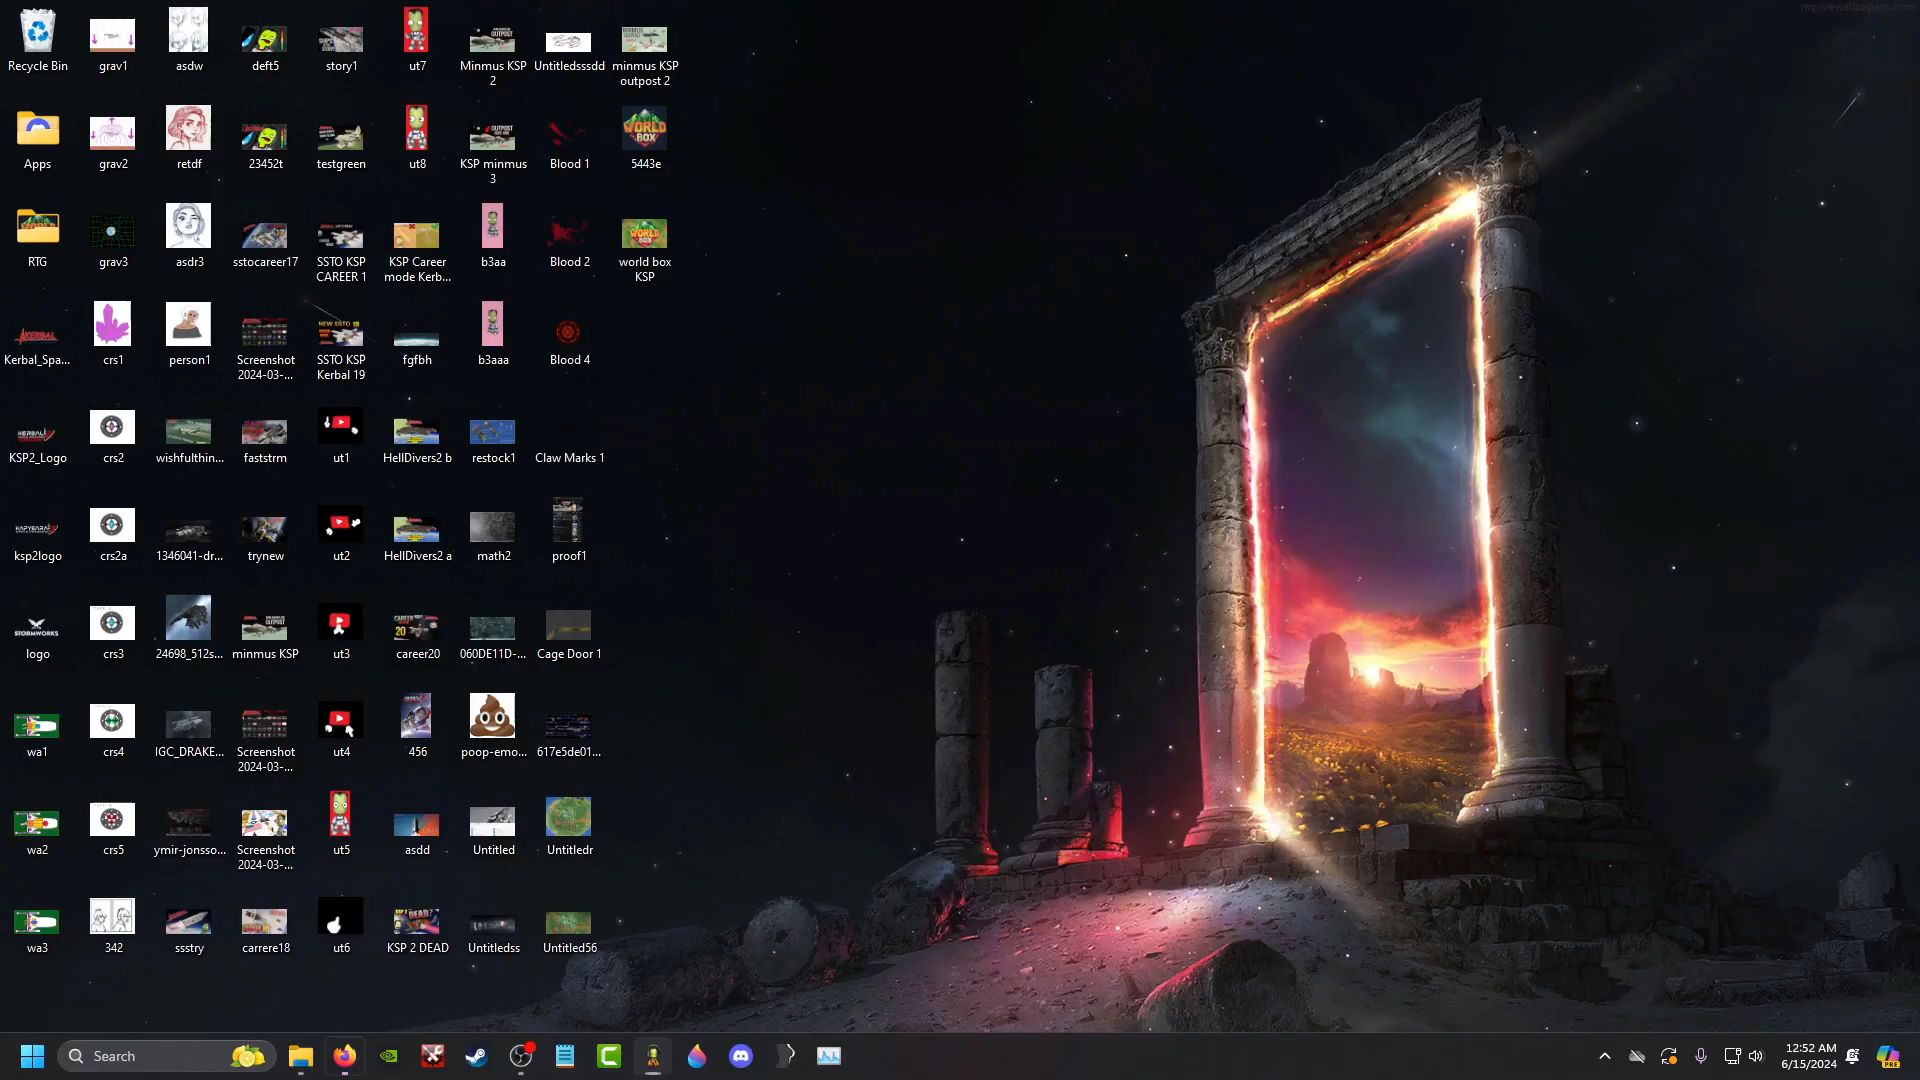 mylivewallpapers.com
Recycle Bin
grav1
asdw
deft5
story1
ut7
Minmus KSP
2
Untitledsssdd
minmus KSP
outpost 2
Apps
grav2
retdf
23452t
testgreen
ut8
KSP minmus
3
Blood 1
5443e
RTG
grav3
asdr3
sstocareer17
SSTO KSP
CAREER 1
KSP Career
mode Kerb...
b3aa
Blood 2
world box
KSP
Kerbal_Spa...
crs1
person1
Screenshot
2024-03-...
SSTO KSP
Kerbal 19
fgfbh
b3aaa
Blood 4
KSP2_Logo
crs2
wishfulthin...
faststrm
ut1
HellDivers2 b
restock1
Claw Marks 1
ksp2logo
crs2a
1346041-dr...
trynew
ut2
HellDivers2 a
math2
proof1
STORMWORKS
logo
crs3
24698_512s...
minmus KSP
ut3
career20
060DE11D-...
Cage Door 1
wa1
crs4
IGC_DRAKE...
Screenshot
2024-03-...
ut4
456
poop-emo...
617e5de01...
wa2
crs5
ymir-jonsso...
Screenshot
2024-03-...
ut5
asdd
Untitled
Untitledr
wa3
342
ssstry
carrere18
ut6
KSP 2 DEAD
Untitledss
Untitled56
Search
12:52 AM
6/15/2024
PRE